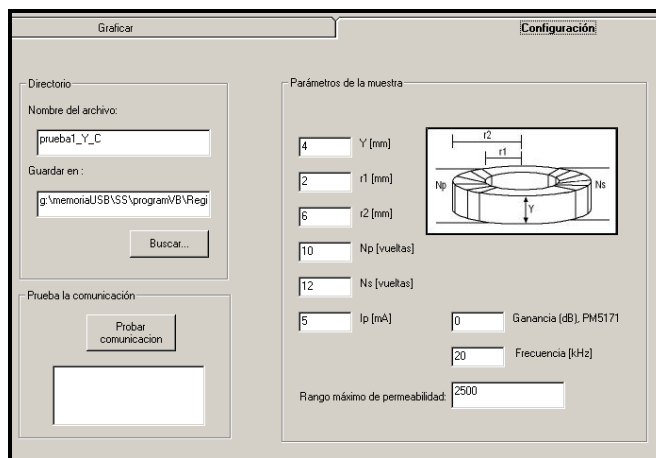 Graficar
Configuración
Directorio
Nombre del archivo:
prueba1_Y_C
Guardar en :
g:\memoriaUSB\SS\programVB\Regi
Buscar...
Prueba la comunicación
Probar
comunicacion
Parámetros de la muestra
4 Y [mm]
2 r1 [mm]
6 r2 [mm]
10 Np [vueltas]
12 Ns [vueltas]
5 Ip [mA]
r2
r1
Np
Ns
Y
0 Ganancia (dB), PM5171
20 Frecuencia [kHz]
Rango máximo de permeabilidad: 2500